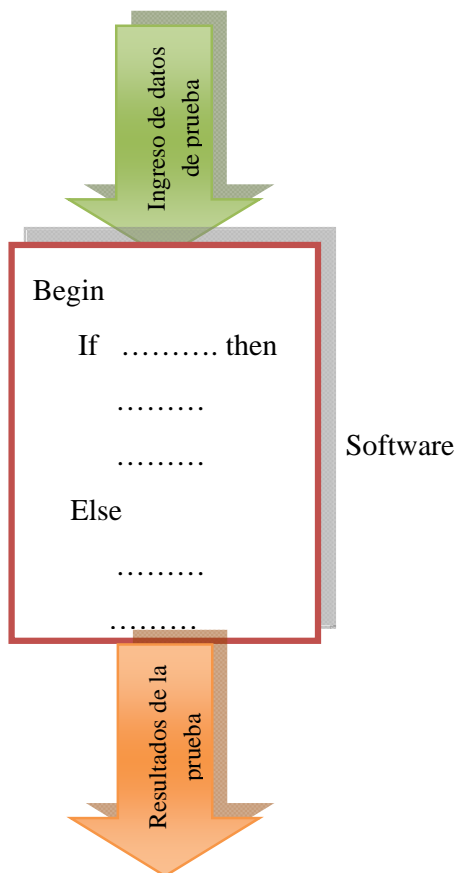 Ingreso de datos
de prueba
Begin
If ………. then
………
………
Software
Else
………
………
Resultados de la
prueba